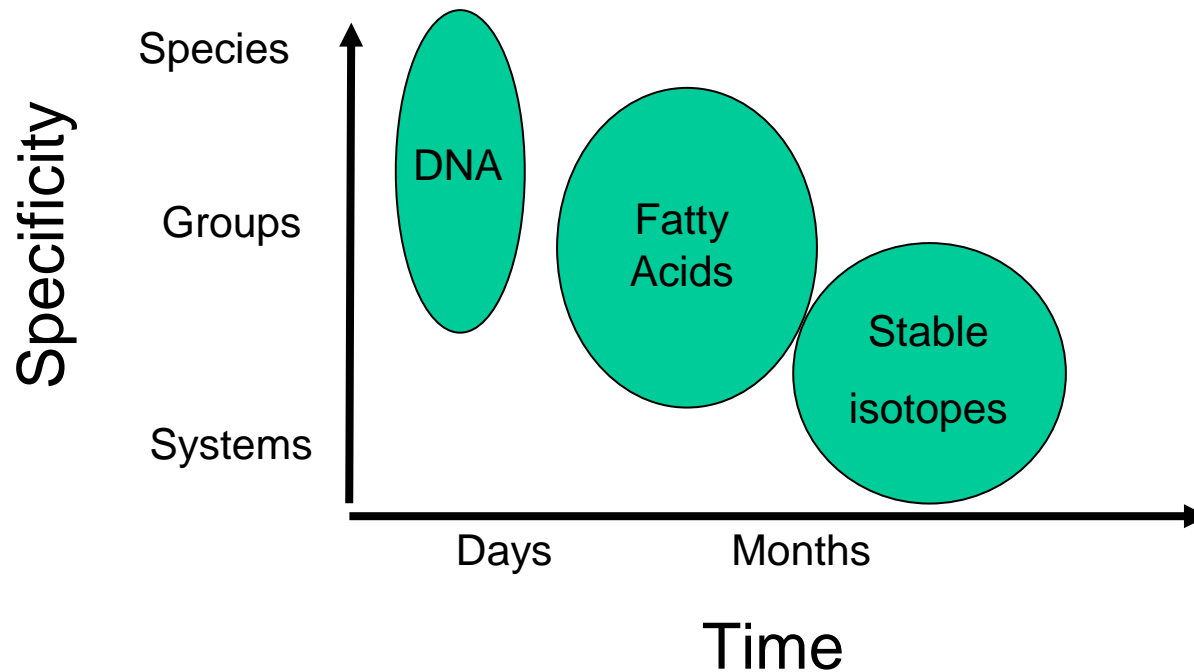 Specificity
Species
Groups
Systems
DNA
Fatty
Acids
Stable
isotopes
Days
Months
Time